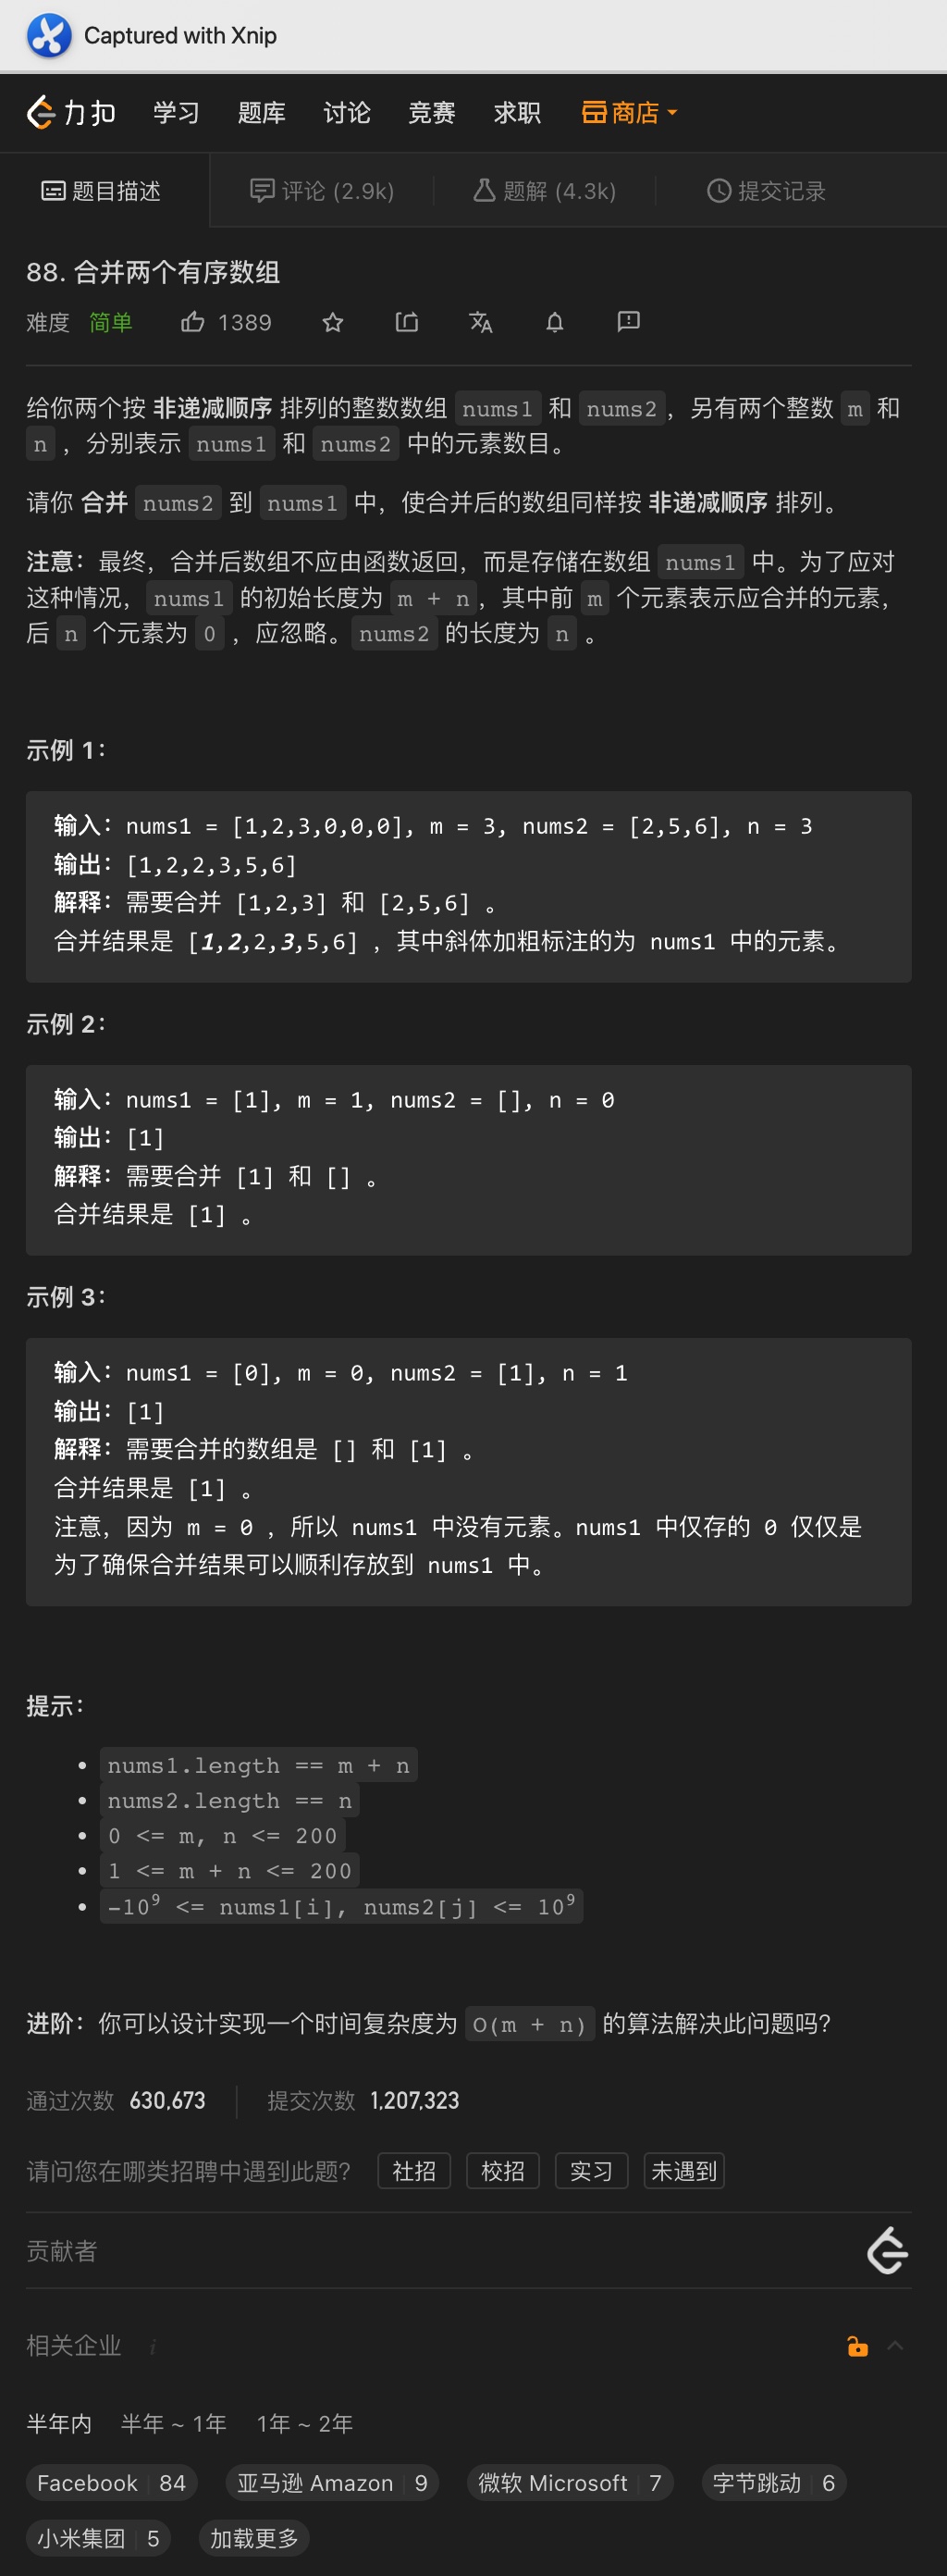 Captured with Xnip
力扣 学习 题库 讨论 竞赛 求职 商店
题目描述 评论 (2.9k) 题解 (4.3k) 提交记录
88. 合并两个有序数组
难度 简单 1389
给你两个按 非递减顺序 排列的整数数组 nums1 和 nums2，另有两个整数 m 和
n ，分别表示 nums1 和 nums2 中的元素数目。
请你 合并 nums2 到 nums1 中，使合并后的数组同样按 非递减顺序 排列。
注意：最终，合并后数组不应由函数返回，而是存储在数组 nums1 中。为了应对
这种情况，nums1 的初始长度为 m + n，其中前 m 个元素表示应合并的元素，
后 n 个元素为 0 ，应忽略。nums2 的长度为 n 。
示例 1：
输入：nums1 = [1,2,3,0,0,0], m = 3, nums2 = [2,5,6], n = 3
输出：[1,2,2,3,5,6]
解释：需要合并 [1,2,3] 和 [2,5,6] 。
合并结果是 [1,2,2,3,5,6] ，其中斜体加粗标注的为 nums1 中的元素。
示例 2：
输入：nums1 = [1], m = 1, nums2 = [], n = 0
输出：[1]
解释：需要合并 [1] 和 [] 。
合并结果是 [1] 。
示例 3：
输入：nums1 = [0], m = 0, nums2 = [1], n = 1
输出：[1]
解释：需要合并的数组是 [] 和 [1] 。
合并结果是 [1] 。
注意，因为 m = 0 ，所以 nums1 中没有元素。nums1 中仅存的 0 仅仅是
为了确保合并结果可以顺利存放到 nums1 中。
提示：
• nums1.length == m + n
• nums2.length == n
• 0 <= m, n <= 200
• 1 <= m + n <= 200
• -10⁹ <= nums1[i], nums2[j] <= 10⁹
进阶：你可以设计实现一个时间复杂度为 O(m + n) 的算法解决此问题吗？
通过次数 630,673 提交次数 1,207,323
请问您在哪类招聘中遇到此题？ 社招 校招 实习 未遇到
贡献者
相关企业 i
半年内 半年 ~ 1年 1年 ~ 2年
Facebook 84 亚马逊 Amazon 9 微软 Microsoft 7 字节跳动 6
小米集团 5 加载更多